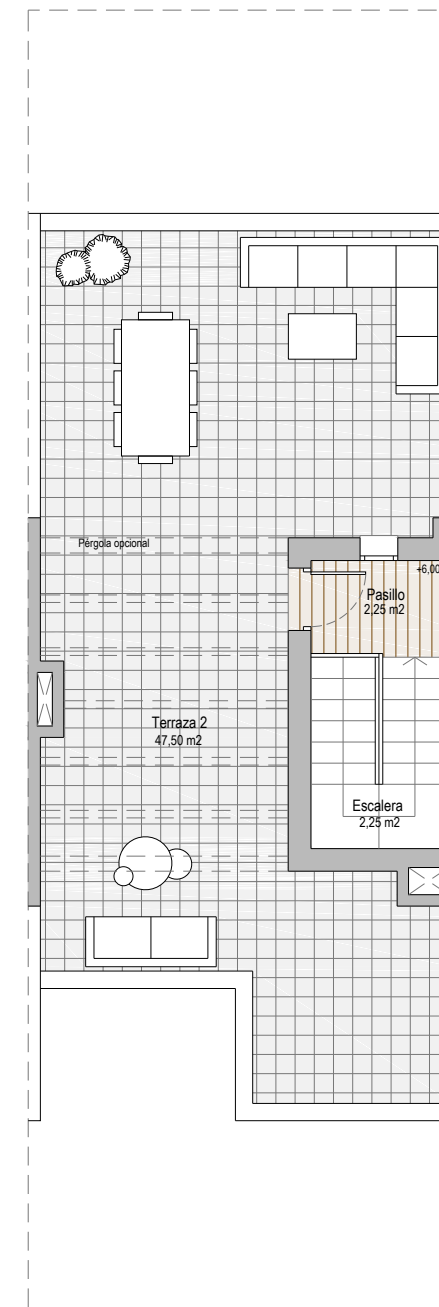 Pérgola opcional
+6,00
Pasillo
2,25 m2
Terraza 2
47,50 m2
Escalera
2,25 m2